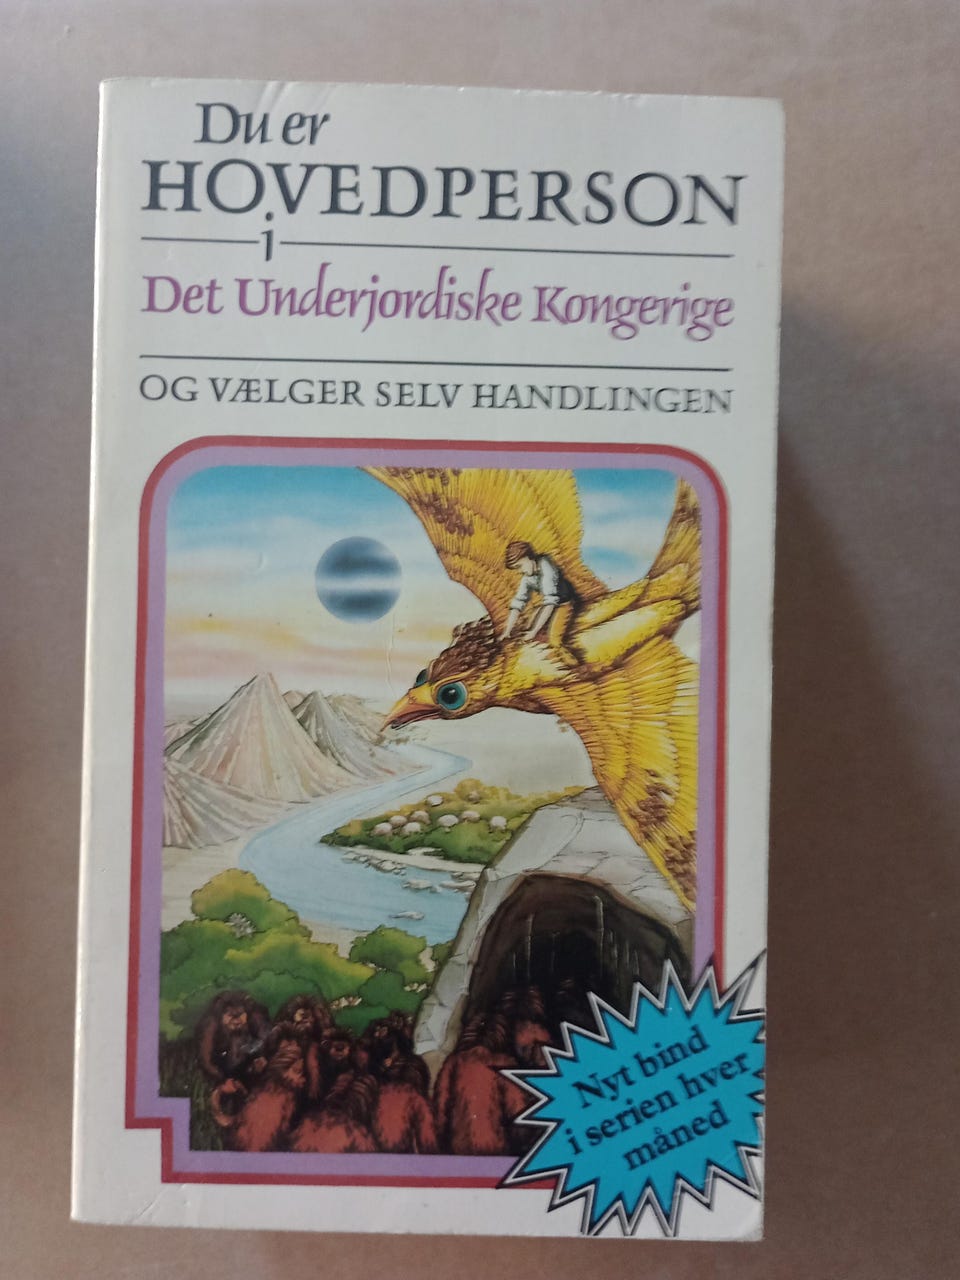 Du er
HOVEDPERSON
i
Det Underjordiske Kongerige
OG VÆLGER SELV HANDLINGEN
Nyt bind
i serien hver
måned